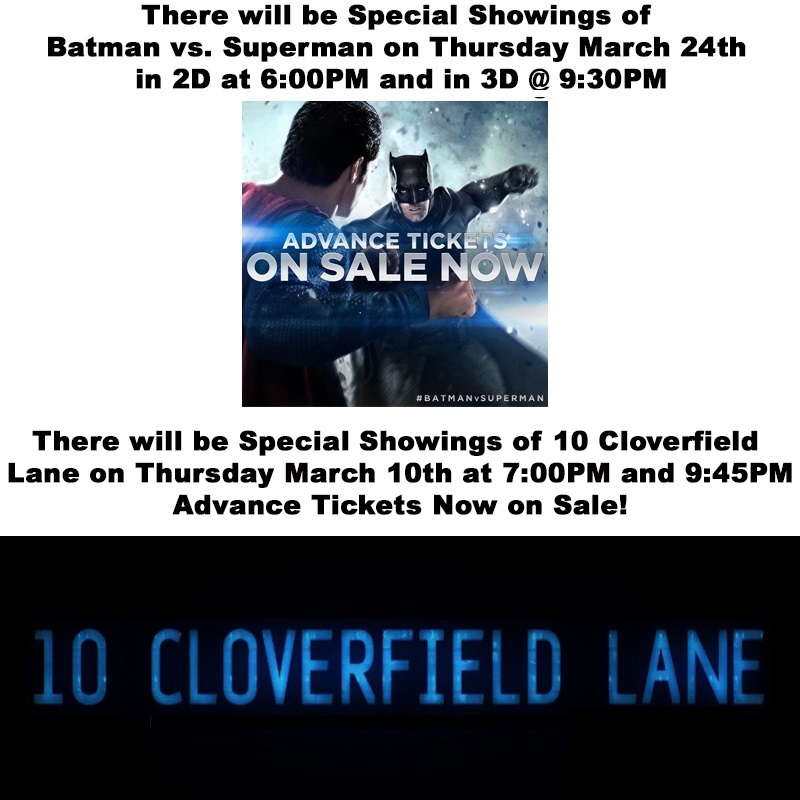 There will be Special Showings of
Batman vs. Superman on Thursday March 24th
in 2D at 6:00PM and in 3D @ 9:30PM
ADVANCE TICKETS
ON SALE NOW
#BATMANvSUPERMAN
There will be Special Showings of 10 Cloverfield
Lane on Thursday March 10th at 7:00PM and 9:45PM
Advance Tickets Now on Sale!
10 CLOVERFIELD LANE